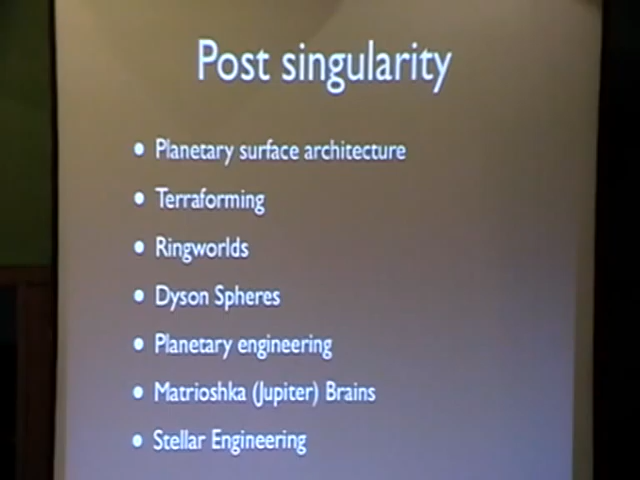 Post singularity
• Planetary surface architecture
• Terraforming
• Ringworlds
• Dyson Spheres
• Planetary engineering
• Matrioshka (Jupiter) Brains
• Stellar Engineering